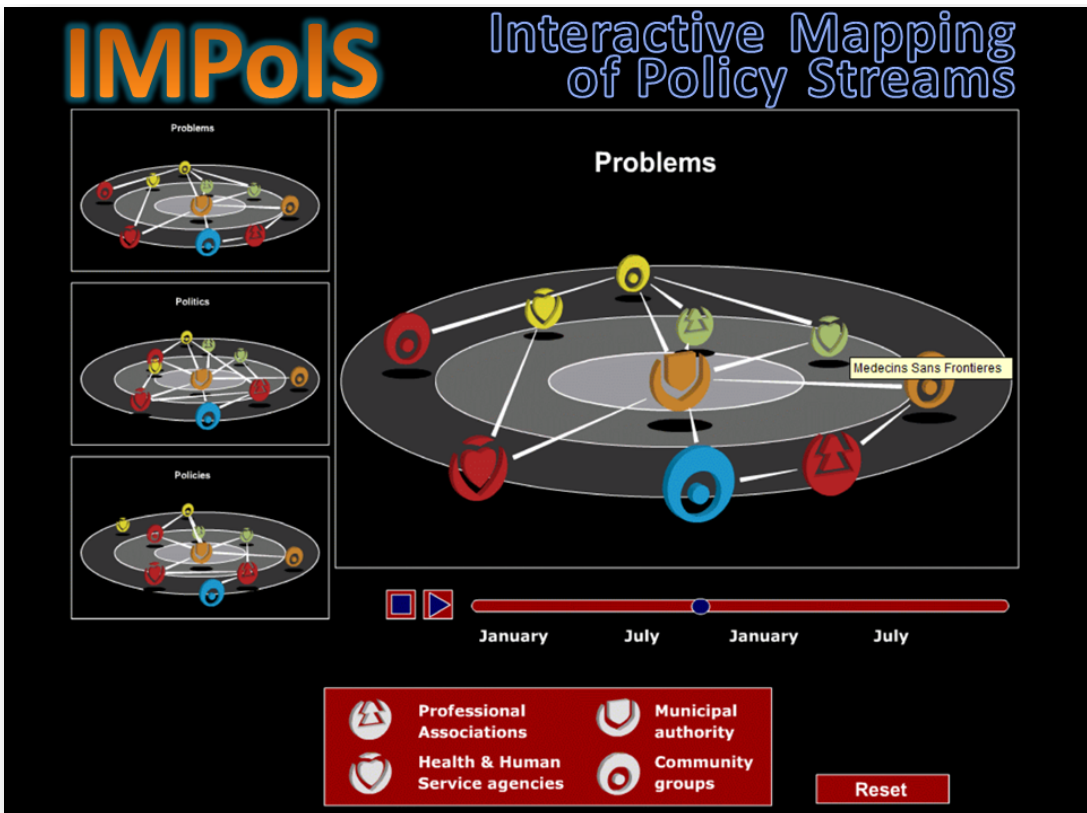 IMPolS
Interactive Mapping
of Policy Streams
Problems
Politics
Policies
Problems
Medecins Sans Frontieres
January July January July
Professional
Associations
Municipal
authority
Health & Human
Service agencies
Community
groups
Reset